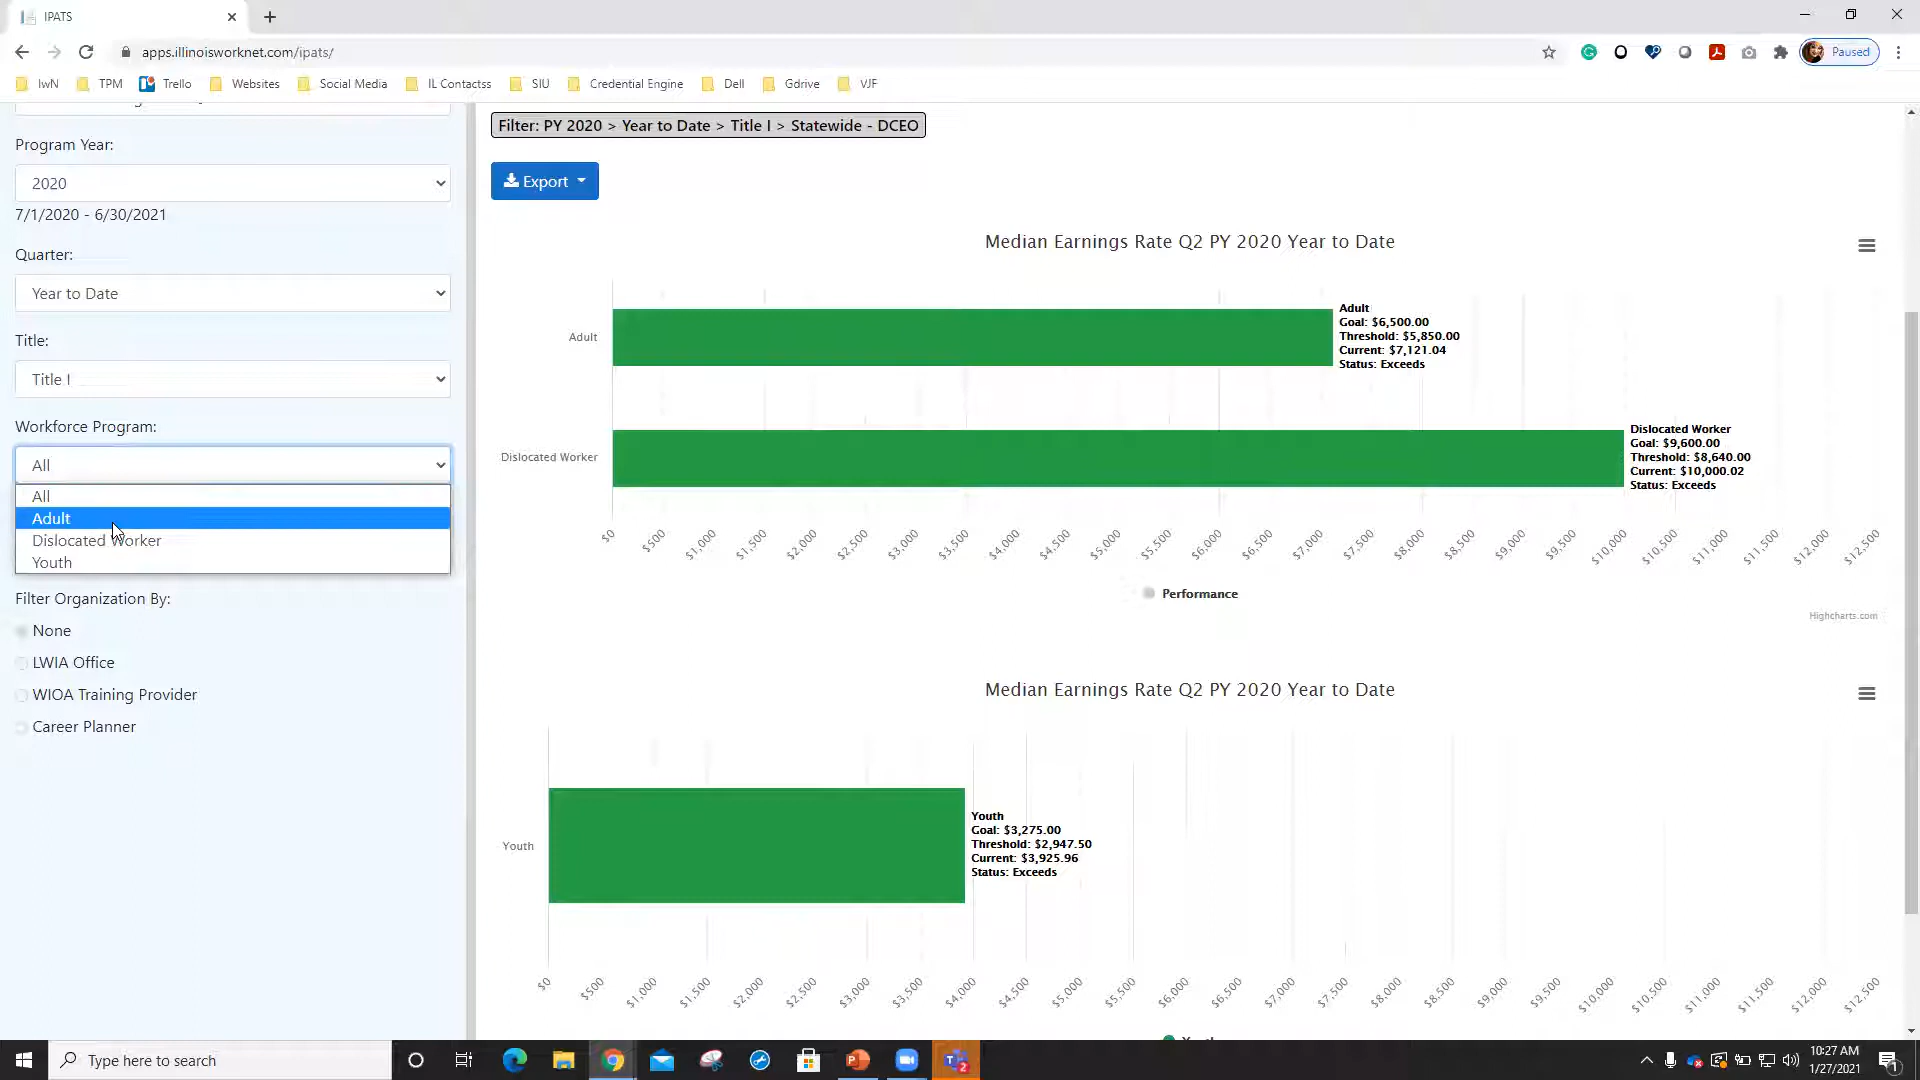 IPATS
apps.illinoisworknet.com/ipats/
Paused
IwN
TPM
Trello
Websites
Social Media
IL Contactss
SIU
Credential Engine
Dell
Gdrive
VJF
Program Year:
2020
7/1/2020 - 6/30/2021
Quarter:
Year to Date
Title:
Title I
Workforce Program:
All
All
Adult
Dislocated Worker
Youth
Filter Organization By:
None
LWIA Office
WIOA Training Provider
Career Planner
Filter: PY 2020 > Year to Date > Title I > Statewide - DCEO
Export
Median Earnings Rate Q2 PY 2020 Year to Date
Adult
Adult
Goal: $6,500.00
Threshold: $5,850.00
Current: $7,121.04
Status: Exceeds
Dislocated Worker
Dislocated Worker
Goal: $9,600.00
Threshold: $8,640.00
Current: $10,000.02
Status: Exceeds
$0 $500 $1,000 $1,500 $2,000 $2,500 $3,000 $3,500 $4,000 $4,500 $5,000 $5,500 $6,000 $6,500 $7,000 $7,500 $8,000 $8,500 $9,000 $9,500 $10,000 $10,500 $11,000 $11,500 $12,000 $12,500
Performance
Highcharts.com
Median Earnings Rate Q2 PY 2020 Year to Date
Youth
Youth
Goal: $3,275.00
Threshold: $2,947.50
Current: $3,925.96
Status: Exceeds
$0 $500 $1,000 $1,500 $2,000 $2,500 $3,000 $3,500 $4,000 $4,500 $5,000 $5,500 $6,000 $6,500 $7,000 $7,500 $8,000 $8,500 $9,000 $9,500 $10,000 $10,500 $11,000 $11,500 $12,000 $12,500
Type here to search
10:27 AM
1/27/2021